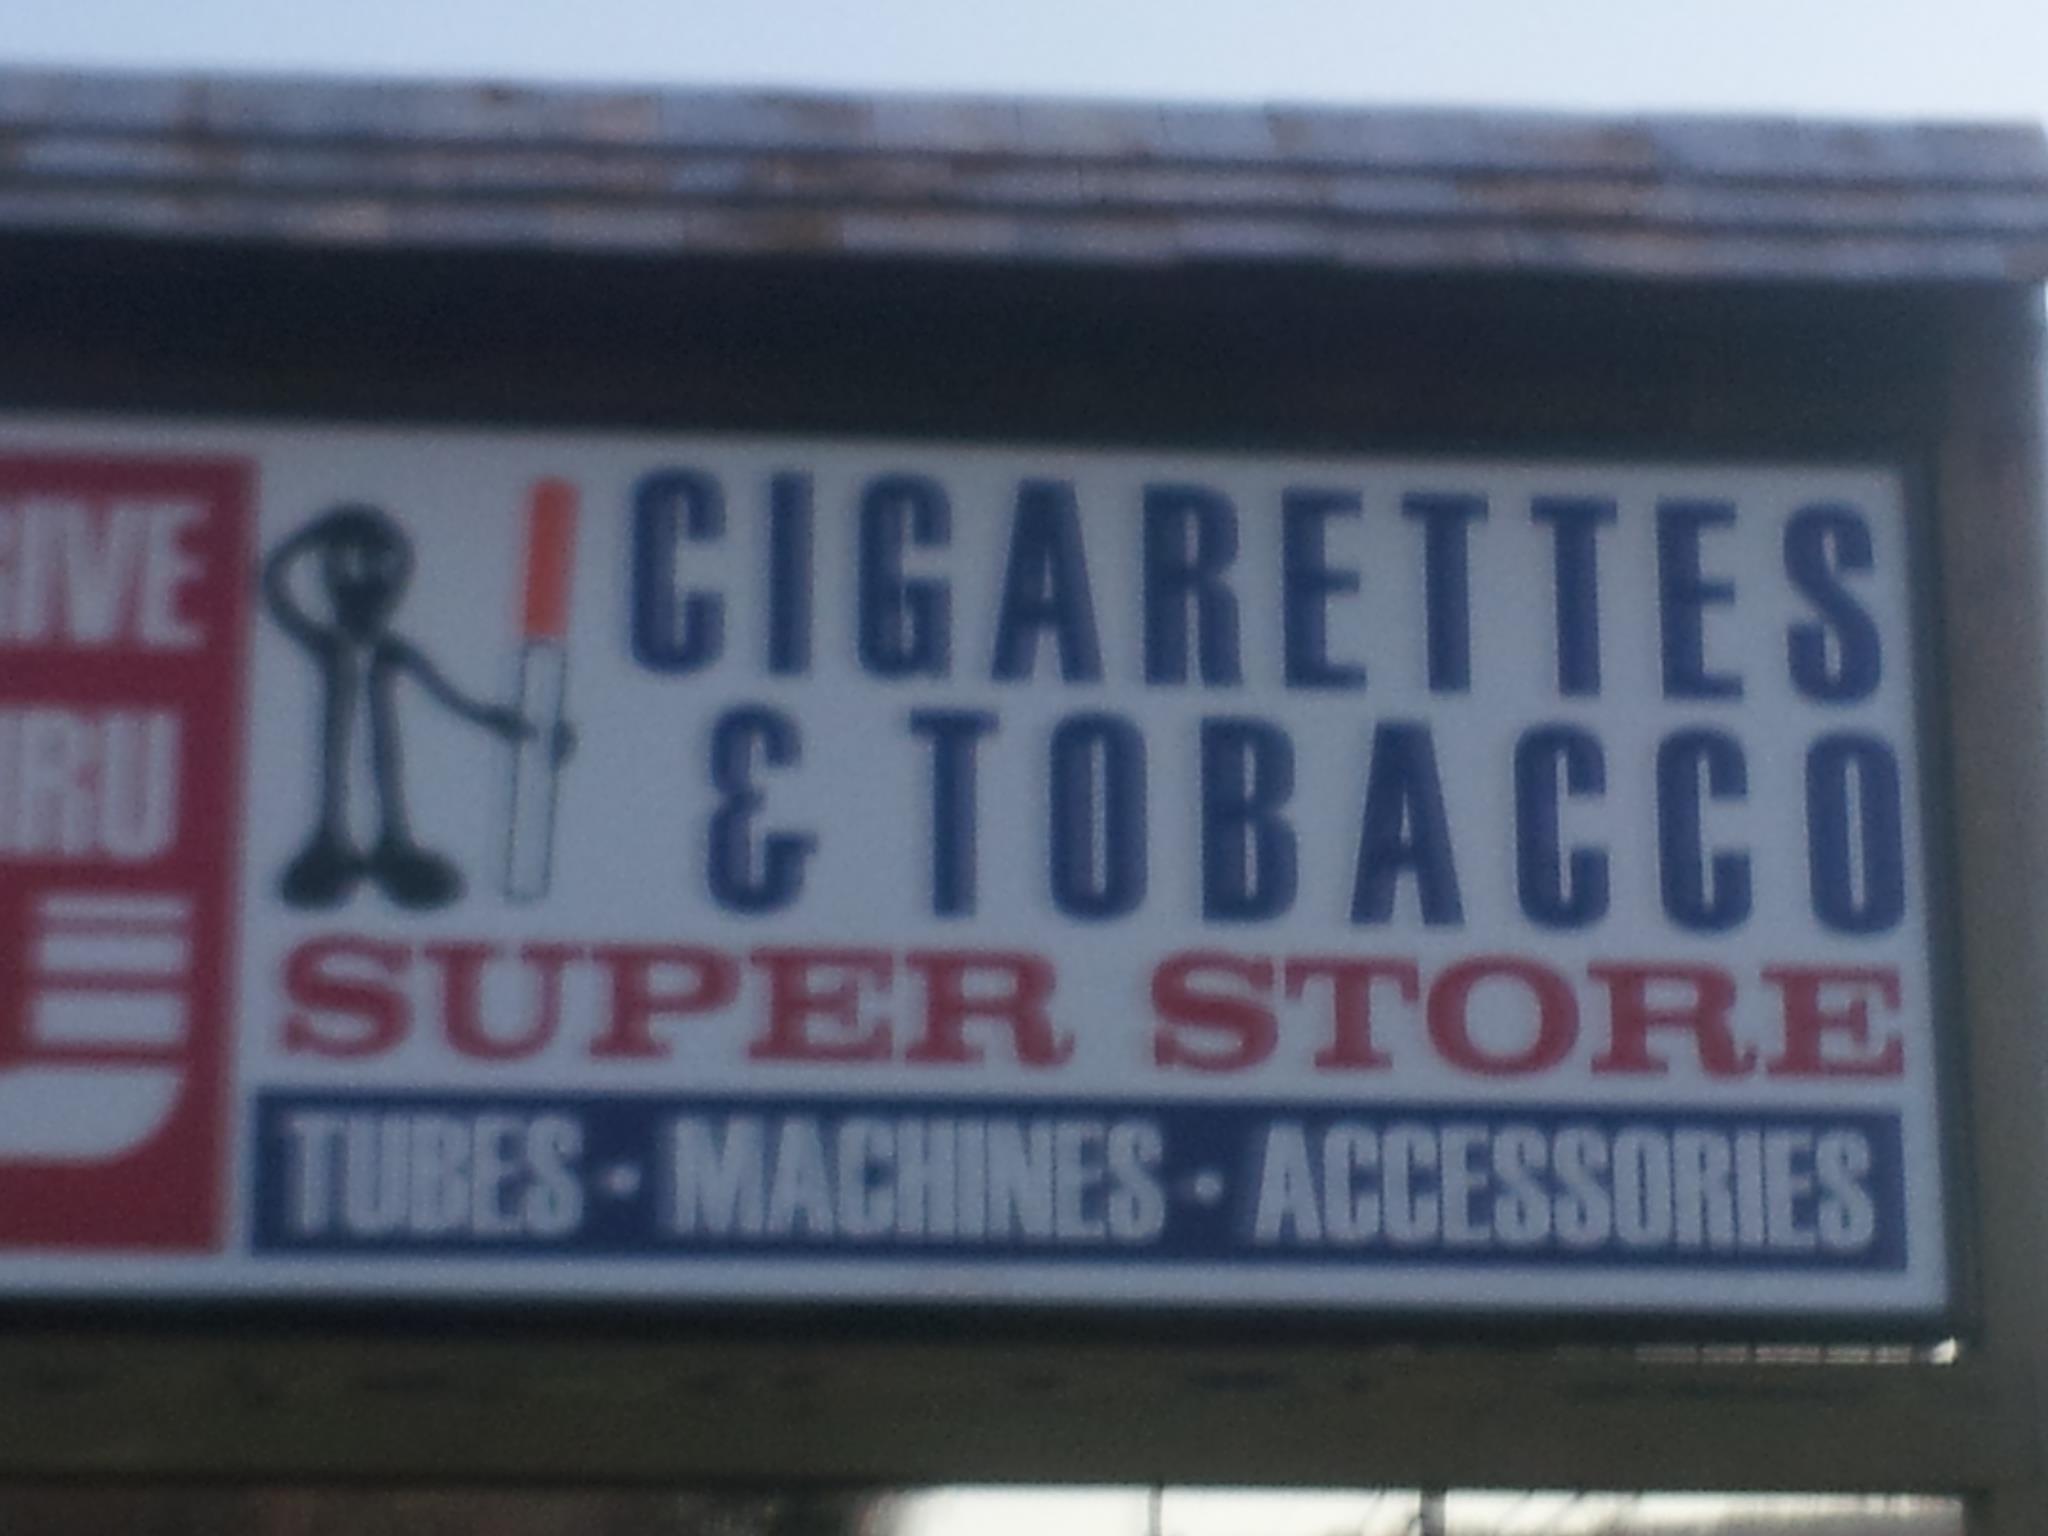 CIGARETTES
& TOBACCO
SUPER STORE
TUBES · MACHINES · ACCESSORIES